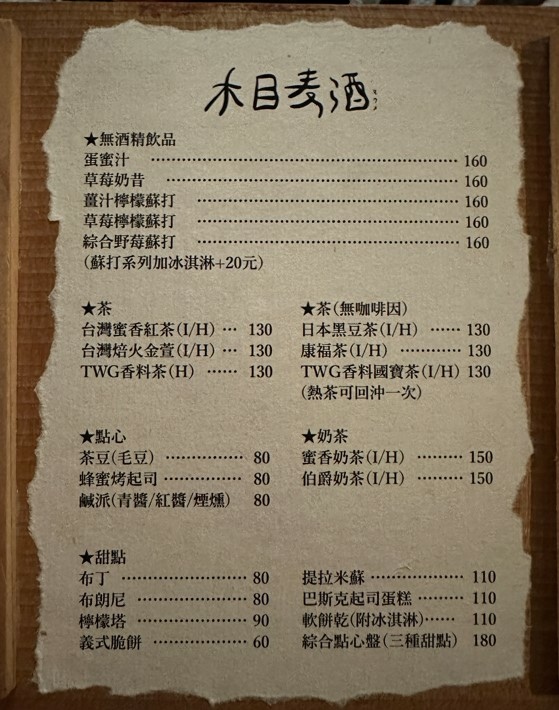 木目麦酒
★無酒精飲品
蛋蜜汁 ……………………………………… 160
草莓奶昔 …………………………………… 160
薑汁檸檬蘇打 ……………………………… 160
草莓檸檬蘇打 ……………………………… 160
綜合野莓蘇打 ……………………………… 160
(蘇打系列加冰淇淋+20元)
★茶
台灣蜜香紅茶(I/H) … 130
台灣焙火金萱(I/H) … 130
TWG香料茶(H) …… 130
★茶(無咖啡因)
日本黑豆茶(I/H) …… 130
康福茶(I/H) ………… 130
TWG香料國寶茶(I/H) 130
(熱茶可回沖一次)
★點心
茶豆(毛豆) ………… 80
蜂蜜烤起司 ………… 80
鹹派(青醬/紅醬/煙燻) 80
★奶茶
蜜香奶茶(I/H) ……… 150
伯爵奶茶(I/H) ……… 150
★甜點
布丁 ……………… 80
布朗尼 …………… 80
檸檬塔 …………… 90
義式脆餅 ………… 60
提拉米蘇 ………… 110
巴斯克起司蛋糕 …… 110
軟餅乾(附冰淇淋)…… 110
綜合點心盤(三種甜點) 180